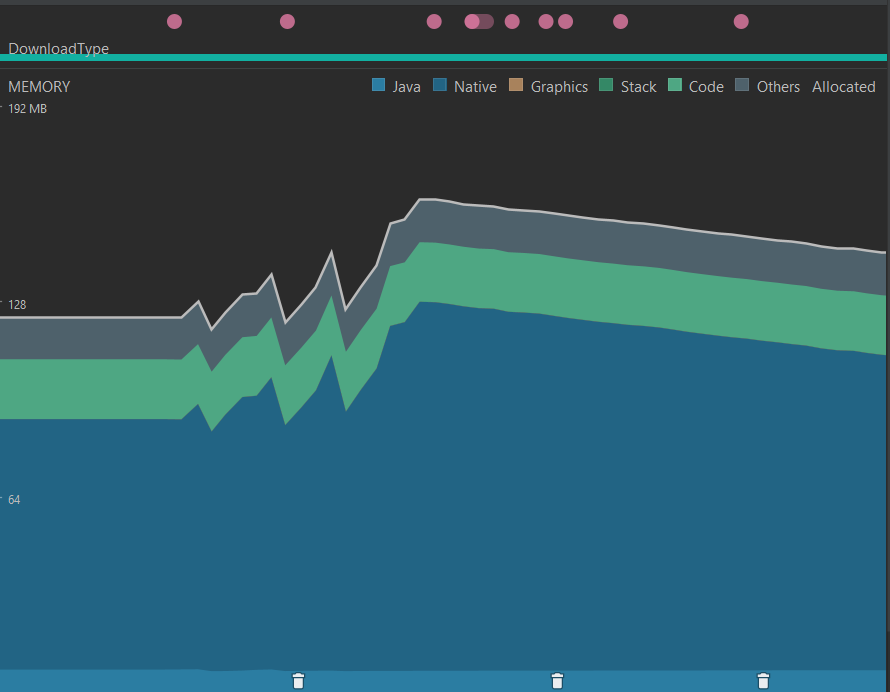 DownloadType
MEMORY Java Native Graphics Stack Code Others Allocated
192 MB
128
64